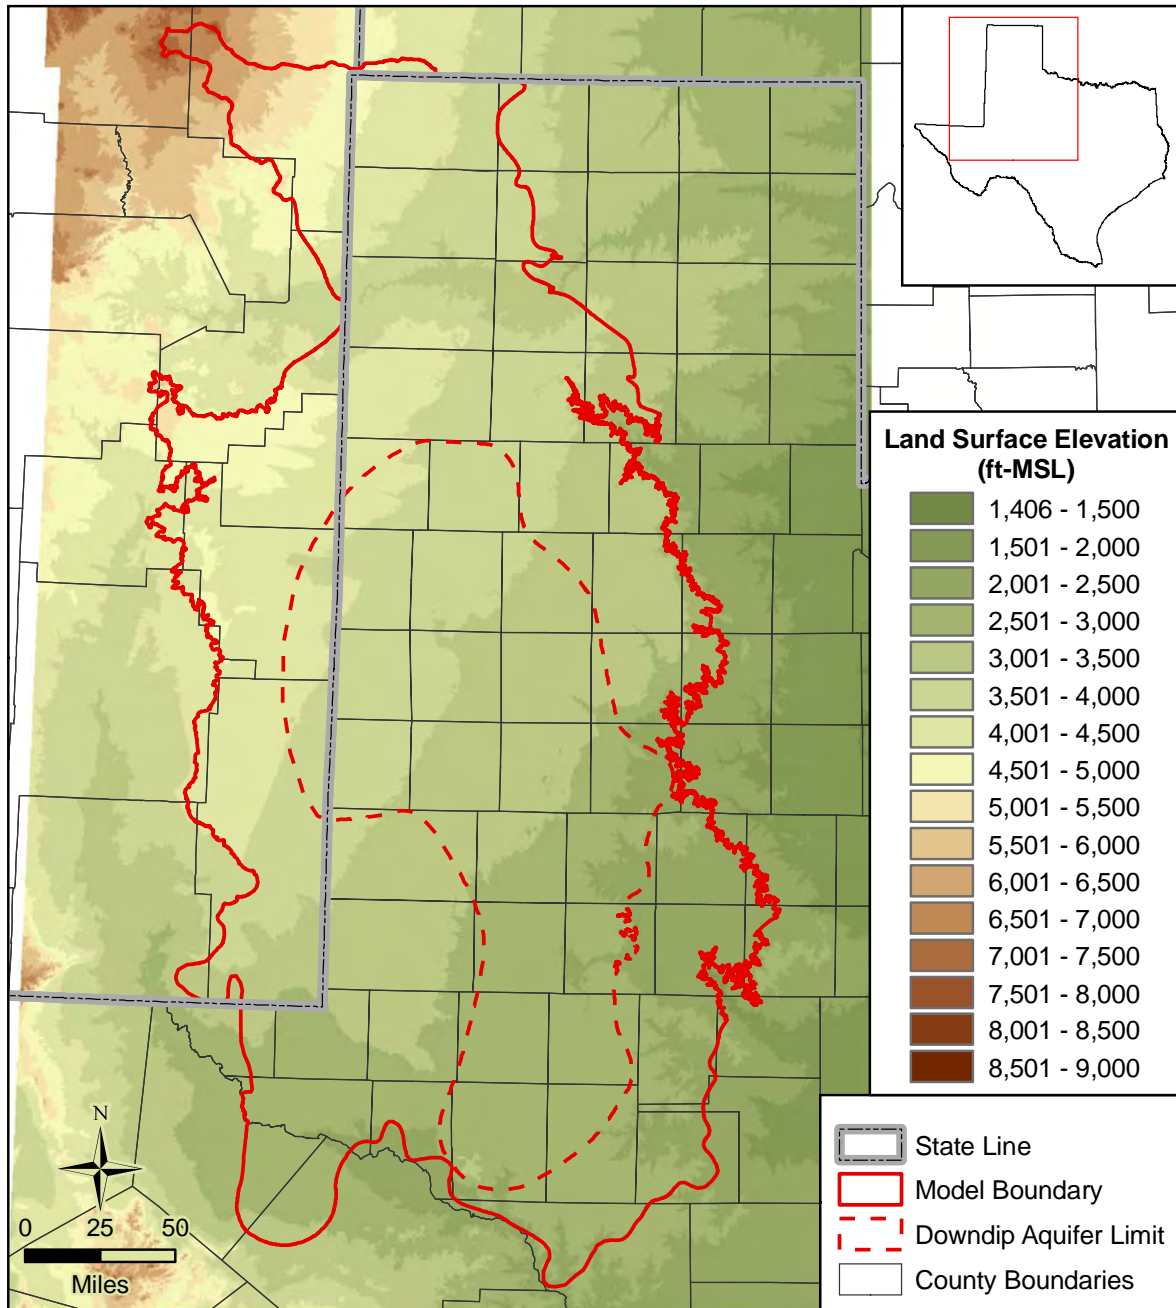 Land Surface Elevation
(ft-MSL)
1,406 - 1,500
1,501 - 2,000
2,001 - 2,500
2,501 - 3,000
3,001 - 3,500
3,501 - 4,000
4,001 - 4,500
4,501 - 5,000
5,001 - 5,500
5,501 - 6,000
6,001 - 6,500
6,501 - 7,000
7,001 - 7,500
7,501 - 8,000
8,001 - 8,500
8,501 - 9,000
N
0 25 50
Miles
State Line
Model Boundary
Downdip Aquifer Limit
County Boundaries